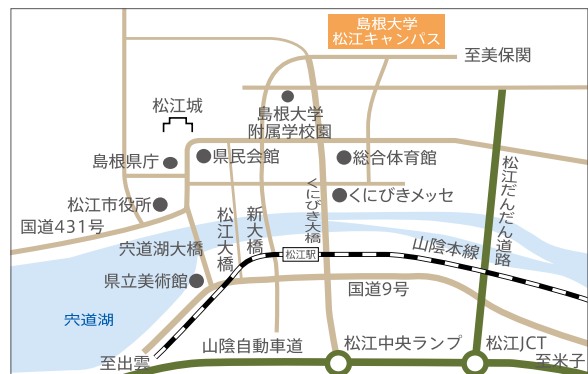 島根大学
松江キャンパス
至美保関
松江城
島根大学
附属学校園
島根県庁
県民会館
総合体育館
松江市役所
くにびきメッセ
国道431号
松江だんだん道路
くにびき大橋
新大橋
松江大橋
宍道湖大橋
山陰本線
松江駅
県立美術館
国道9号
宍道湖
山陰自動車道
松江中央ランプ
松江JCT
至出雲
至米子